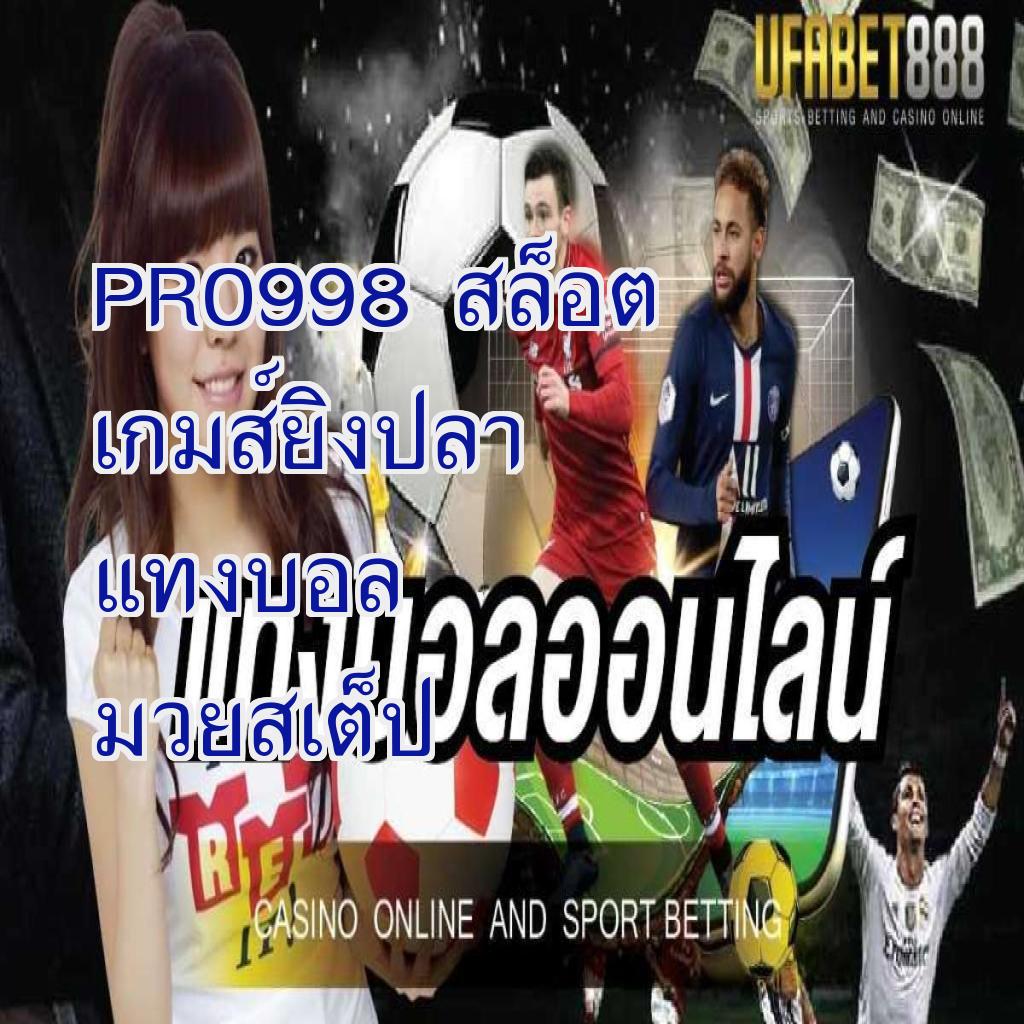 UFABET888
SPORTS BETTING AND CASINO ONLINE
PRO998 สล็อต
เกมส์ยิงปลา
แทงบอล
มวยสเต็ป
แทงบอลออนไลน์
CASINO ONLINE AND SPORT BETTING